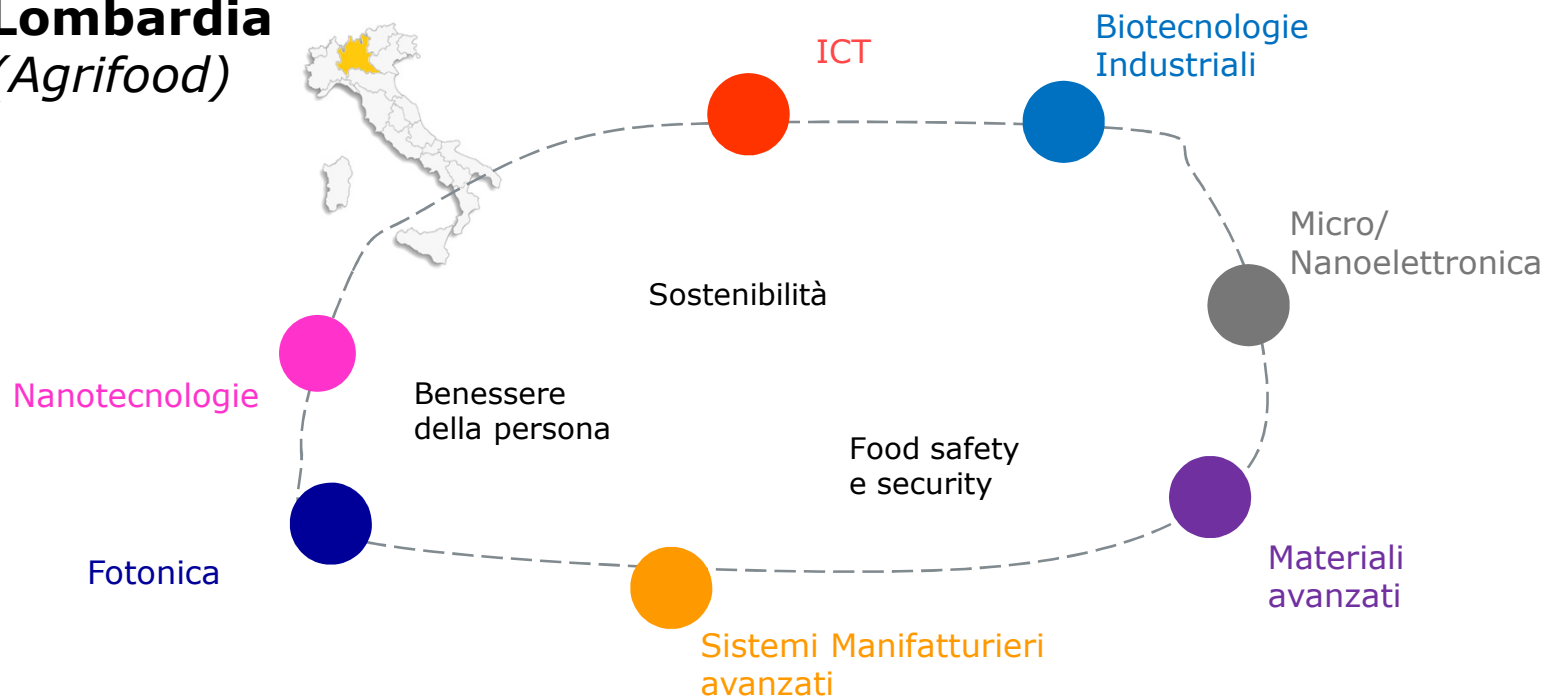 Lombardia
(Agrifood)
ICT
Biotecnologie
Industriali
Micro/
Nanoelettronica
Sostenibilità
Nanotecnologie
Benessere
della persona
Food safety
e security
Fotonica
Materiali
avanzati
Sistemi Manifatturieri
avanzati